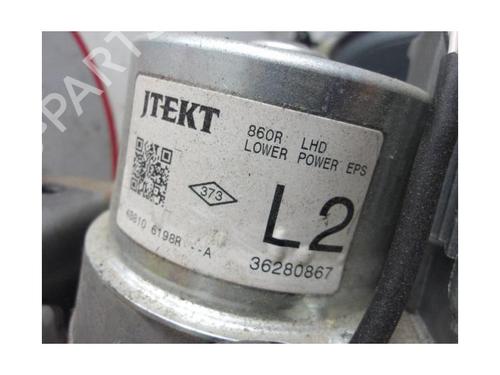 JTEKT
860R LHD
LOWER POWER EPS
373
L2
48810 6198R --A
36280867